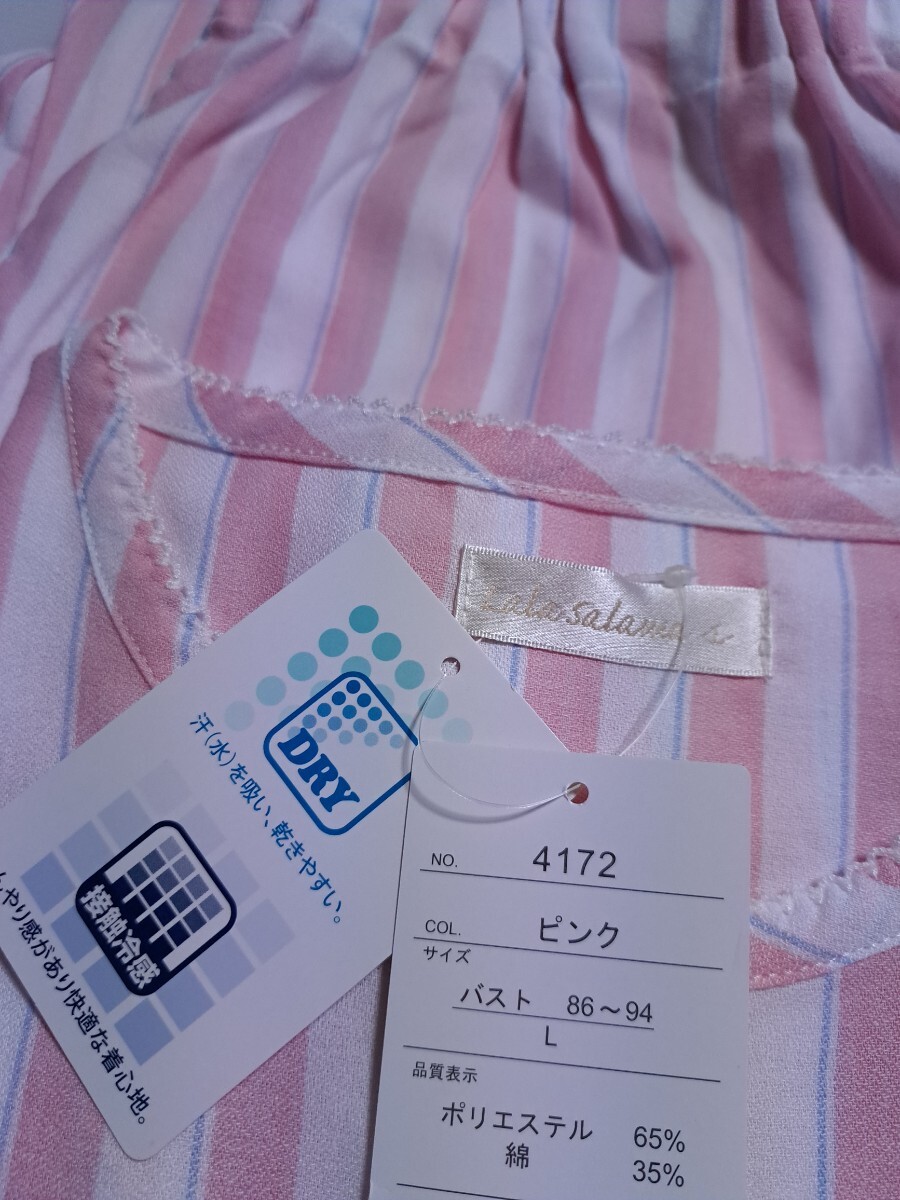 DRY
汗(水)を吸い、乾きやすい。
接触冷感
やり感があり快適な着心地。
NO. 4172
COL. ピンク
サイズ
バスト 86～94
L
品質表示
ポリエステル 65%
綿 35%